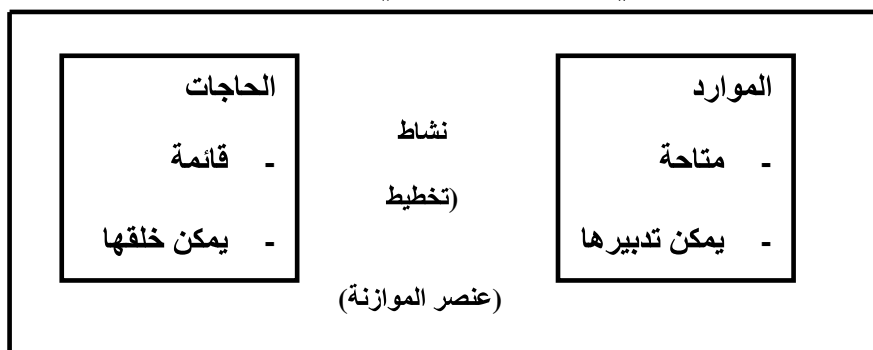 الموارد
- متاحة
- يمكن تدبيرها
نشاط
(تخطيط
(عنصر الموازنة)
الحاجات
- قائمة
- يمكن خلقها